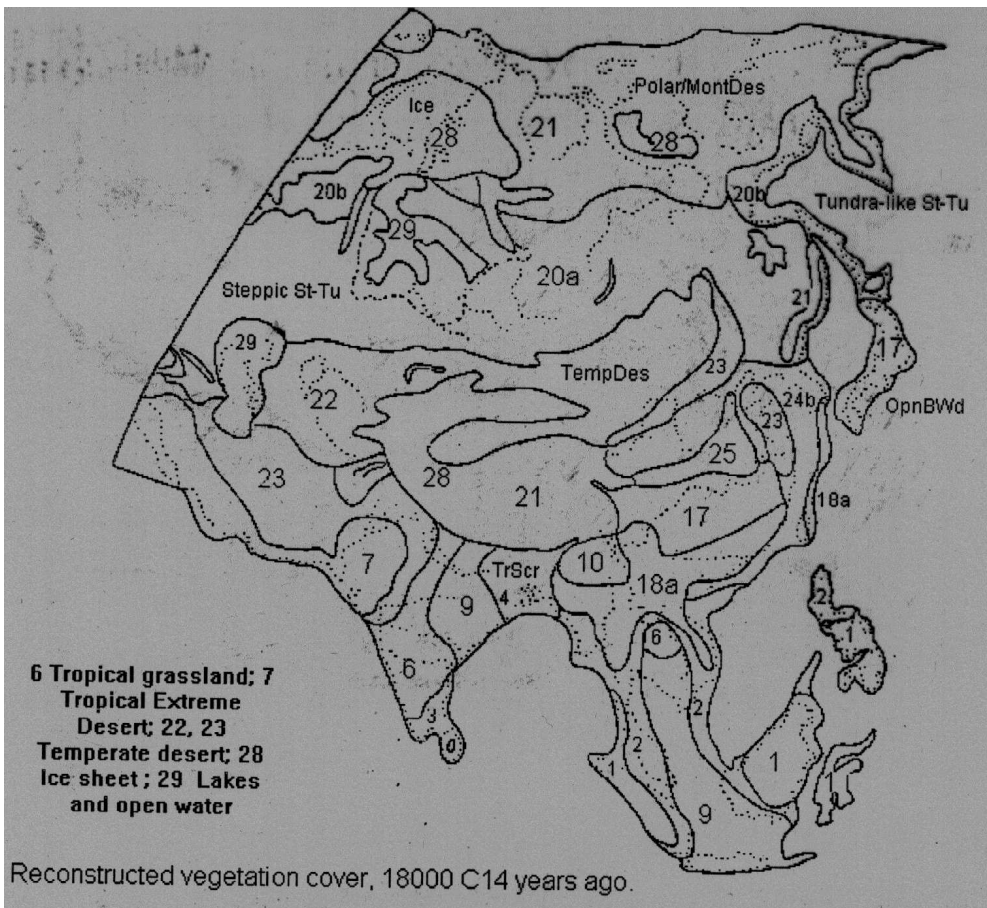 Ice
Polar/MontDes
28
21
28
20b
20b
Tundra-like St-Tu
29
20a
Steppic St-Tu
21
29
17
23
TempDes
22
24b
OpnBWd
23
25
23
28
21
18a
17
7
TrScr
10
4
9
18a
2
1
6
6
2
3
2
1
1
9
6 Tropical grassland; 7
Tropical Extreme
Desert; 22, 23
Temperate desert; 28
Ice sheet ; 29 Lakes
and open water
Reconstructed vegetation cover, 18000 C14 years ago.